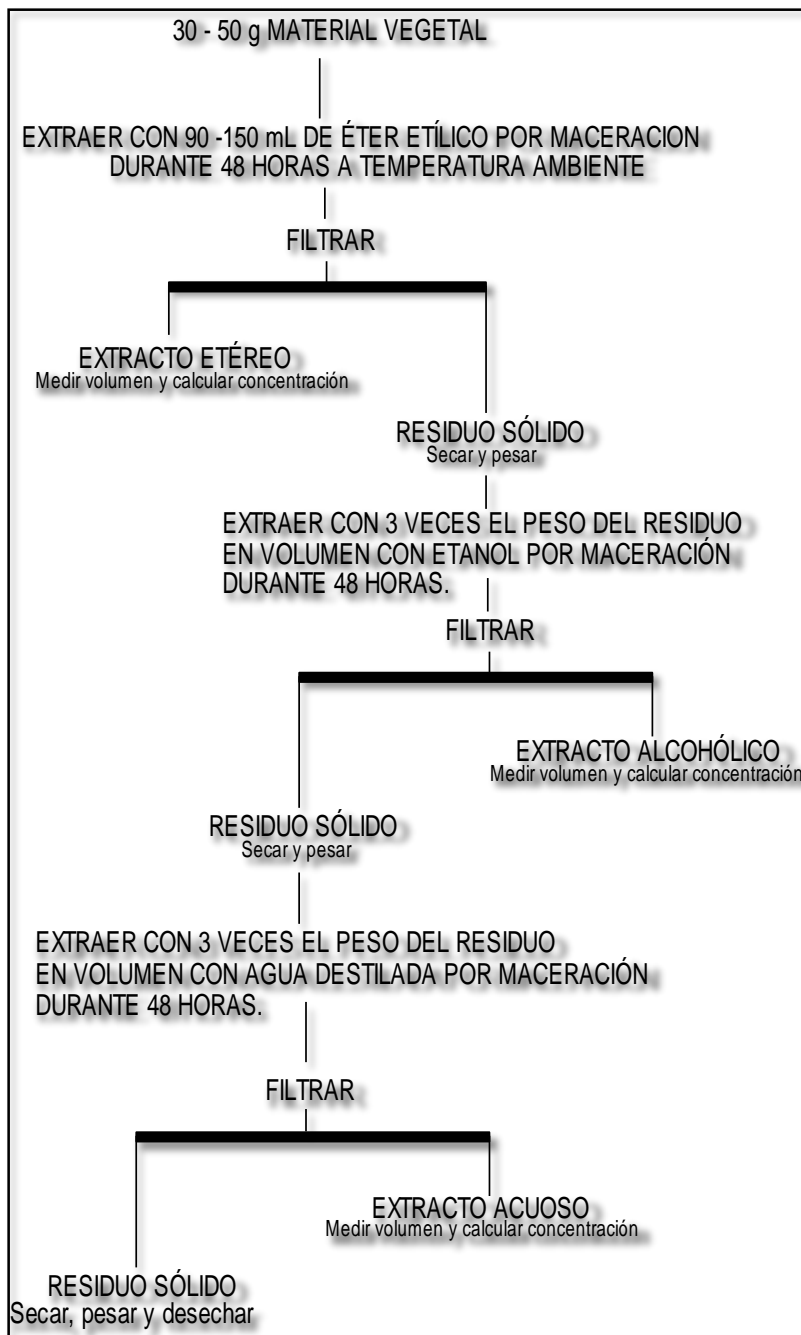 30 - 50 g MATERIAL VEGETAL
EXTRAER CON 90 -150 mL DE ÉTER ETÍLICO POR MACERACION
DURANTE 48 HORAS A TEMPERATURA AMBIENTE
FILTRAR
EXTRACTO ETÉREO
Medir volumen y calcular concentración
RESIDUO SÓLIDO
Secar y pesar
EXTRAER CON 3 VECES EL PESO DEL RESIDUO
EN VOLUMEN CON ETANOL POR MACERACIÓN
DURANTE 48 HORAS.
FILTRAR
EXTRACTO ALCOHÓLICO
Medir volumen y calcular concentración
RESIDUO SÓLIDO
Secar y pesar
EXTRAER CON 3 VECES EL PESO DEL RESIDUO
EN VOLUMEN CON AGUA DESTILADA POR MACERACIÓN
DURANTE 48 HORAS.
FILTRAR
EXTRACTO ACUOSO
Medir volumen y calcular concentración
RESIDUO SÓLIDO
Secar, pesar y desechar